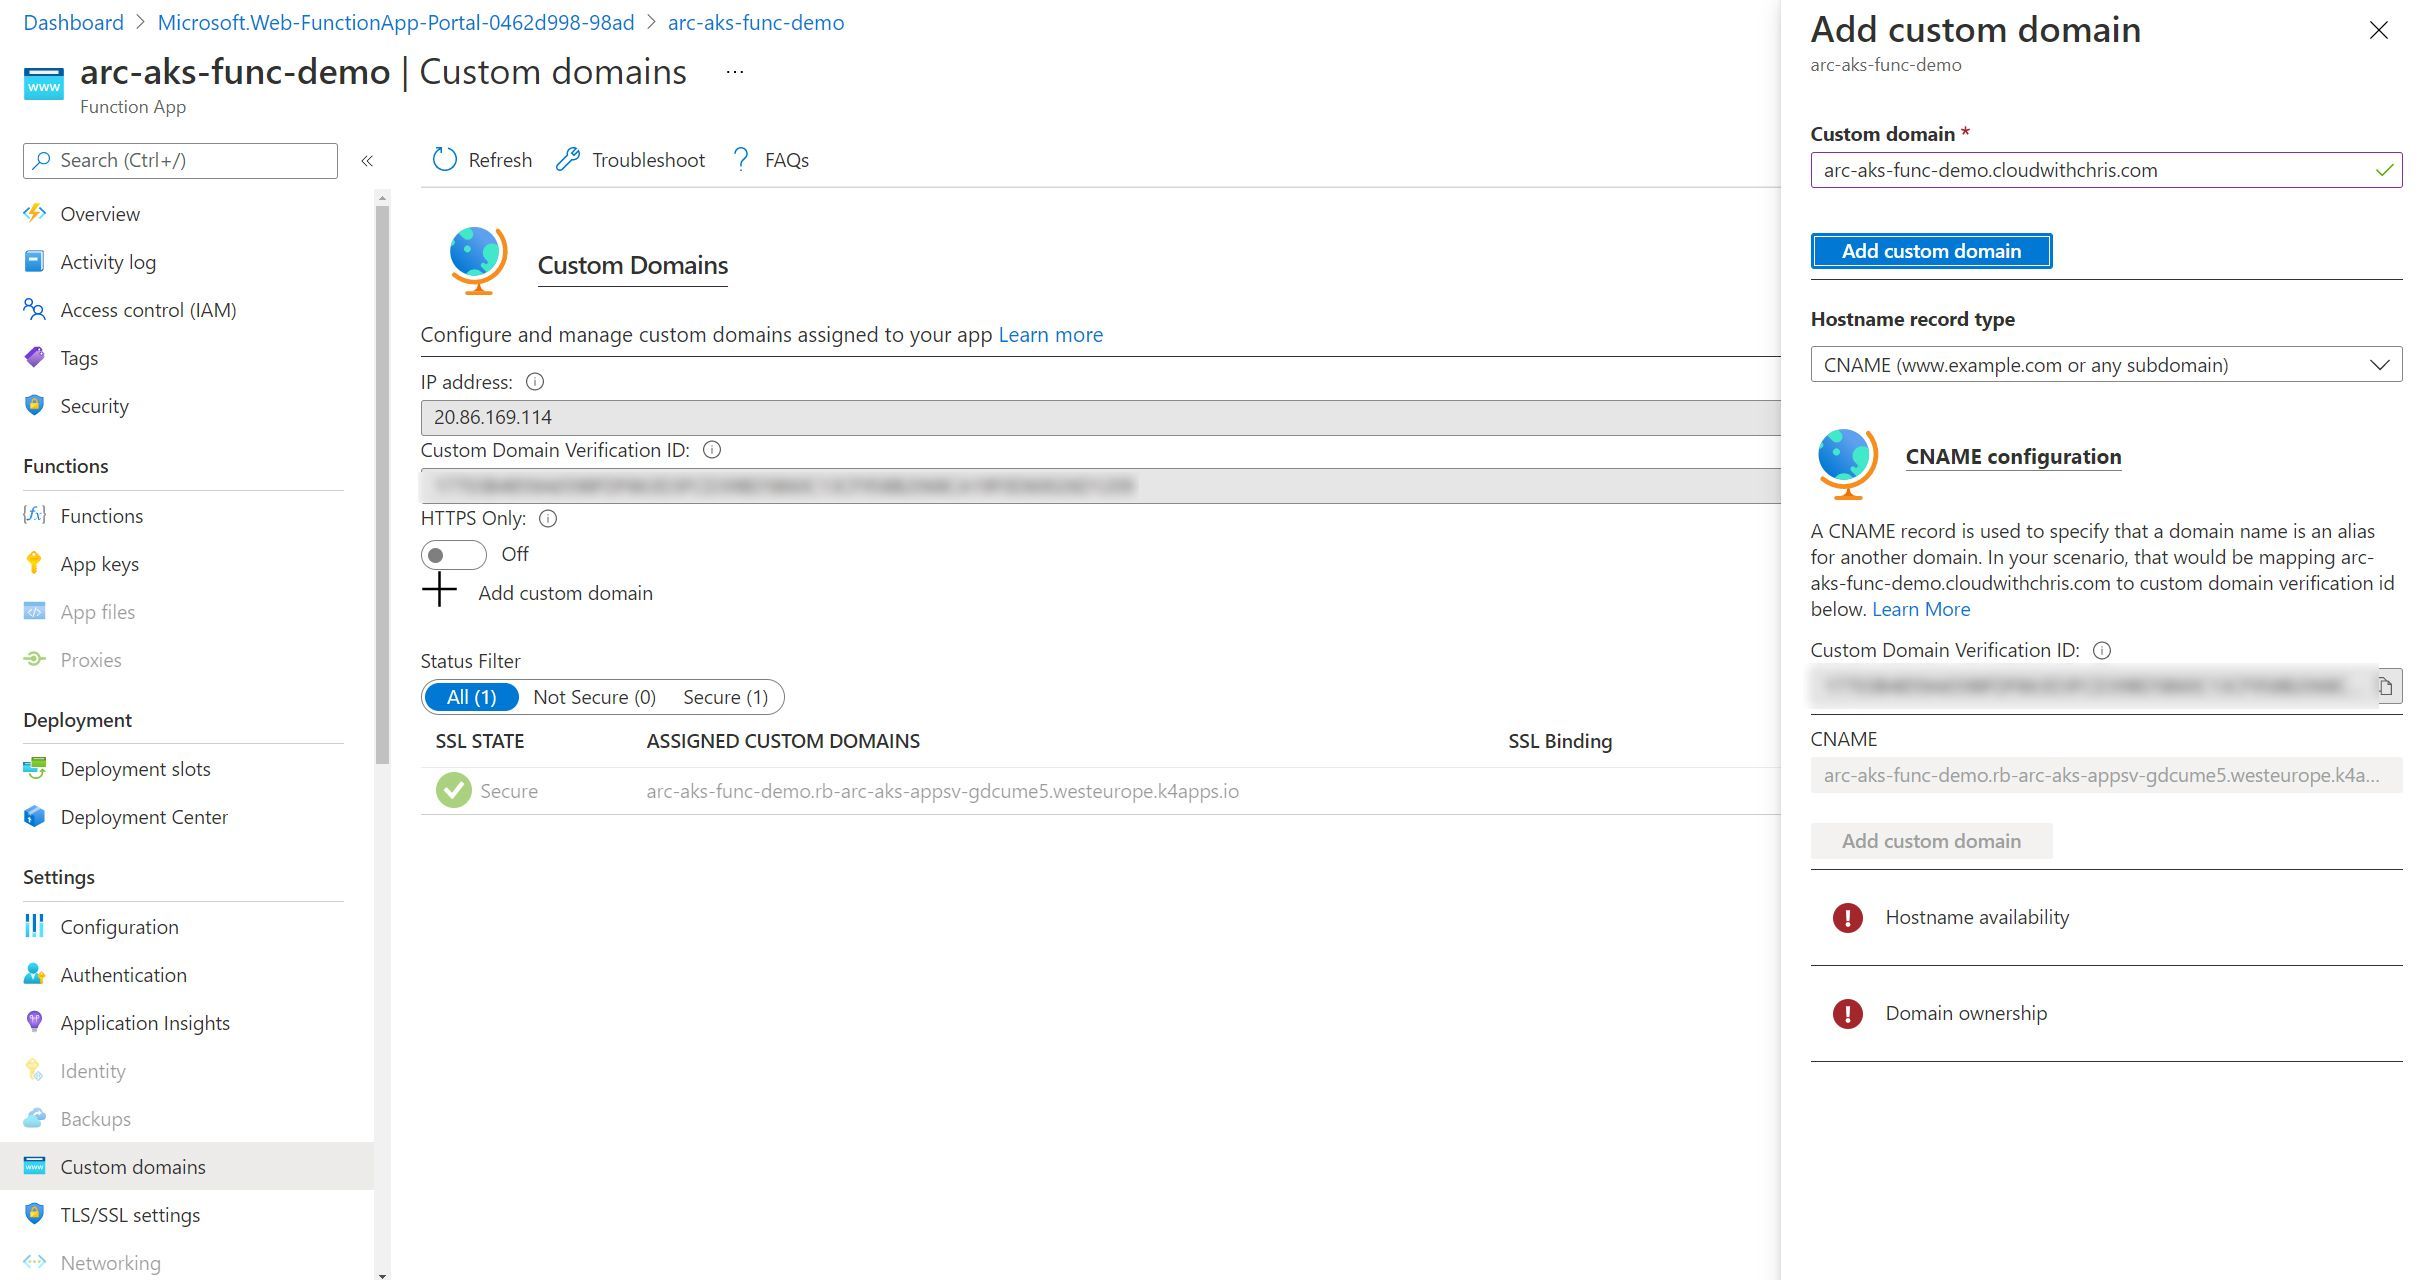 Dashboard > Microsoft.Web-FunctionApp-Portal-0462d998-98ad > arc-aks-func-demo
arc-aks-func-demo | Custom domains ...
Function App
Search (Ctrl+/)
«
Overview
Activity log
Access control (IAM)
Tags
Security
Functions
Functions
App keys
App files
Proxies
Deployment
Deployment slots
Deployment Center
Settings
Configuration
Authentication
Application Insights
Identity
Backups
Custom domains
TLS/SSL settings
Networking
Refresh Troubleshoot FAQs
Custom Domains
Configure and manage custom domains assigned to your app Learn more
IP address:
20.86.169.114
Custom Domain Verification ID:
HTTPS Only:
Off
Add custom domain
Status Filter
All (1) Not Secure (0) Secure (1)
SSL STATE ASSIGNED CUSTOM DOMAINS SSL Binding
Secure arc-aks-func-demo.rb-arc-aks-appsv-gdcume5.westeurope.k4apps.io
Add custom domain
arc-aks-func-demo
Custom domain *
arc-aks-func-demo.cloudwithchris.com
Add custom domain
Hostname record type
CNAME (www.example.com or any subdomain)
CNAME configuration
A CNAME record is used to specify that a domain name is an alias
for another domain. In your scenario, that would be mapping arc-
aks-func-demo.cloudwithchris.com to custom domain verification id
below. Learn More
Custom Domain Verification ID:
CNAME
arc-aks-func-demo.rb-arc-aks-appsv-gdcume5.westeurope.k4a...
Add custom domain
Hostname availability
Domain ownership